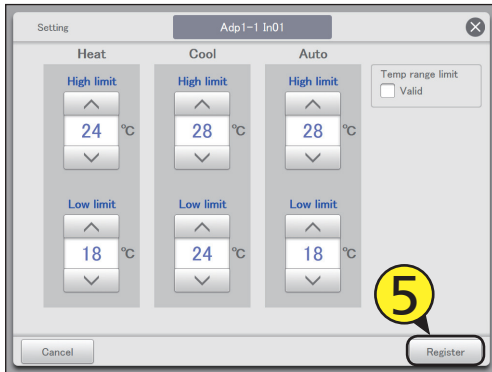 Setting
Adp1-1 In01
Heat Cool Auto
High limit High limit High limit
Temp range limit
Valid
24 °C 28 °C 28 °C
Low limit Low limit Low limit
18 °C 24 °C 18 °C
5
Cancel
Register